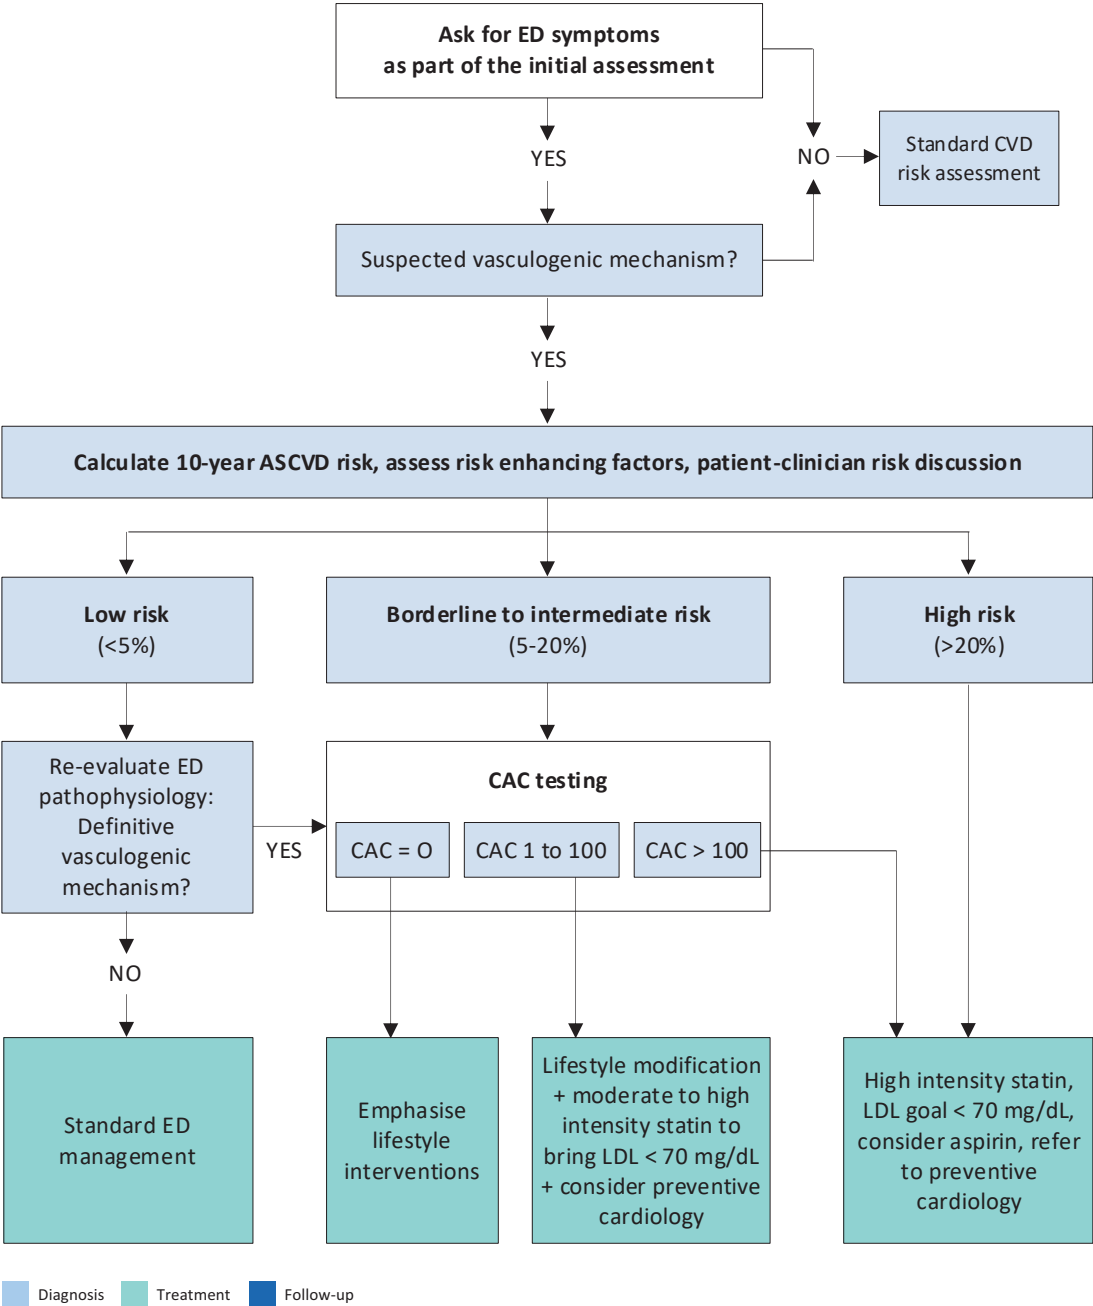 Ask for ED symptoms
as part of the initial assessment
YES
NO
Standard CVD
risk assessment
Suspected vasculogenic mechanism?
YES
Calculate 10-year ASCVD risk, assess risk enhancing factors, patient-clinician risk discussion
Low risk
(<5%)
Borderline to intermediate risk
(5-20%)
High risk
(>20%)
Re-evaluate ED
pathophysiology:
Definitive
vasculogenic
mechanism?
YES
CAC testing
CAC = O
CAC 1 to 100
CAC > 100
NO
Standard ED
management
Emphasise
lifestyle
interventions
Lifestyle modification
+ moderate to high
intensity statin to
bring LDL < 70 mg/dL
+ consider preventive
cardiology
High intensity statin,
LDL goal < 70 mg/dL,
consider aspirin, refer
to preventive
cardiology
Diagnosis
Treatment
Follow-up